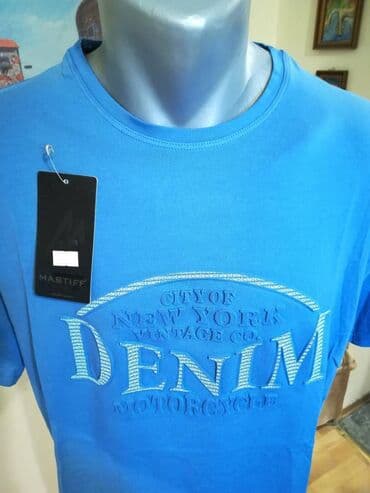 MASTIFF
CITY OF
NEW YORK
VINTAGE CO.
DENIM
MOTORCYCLE